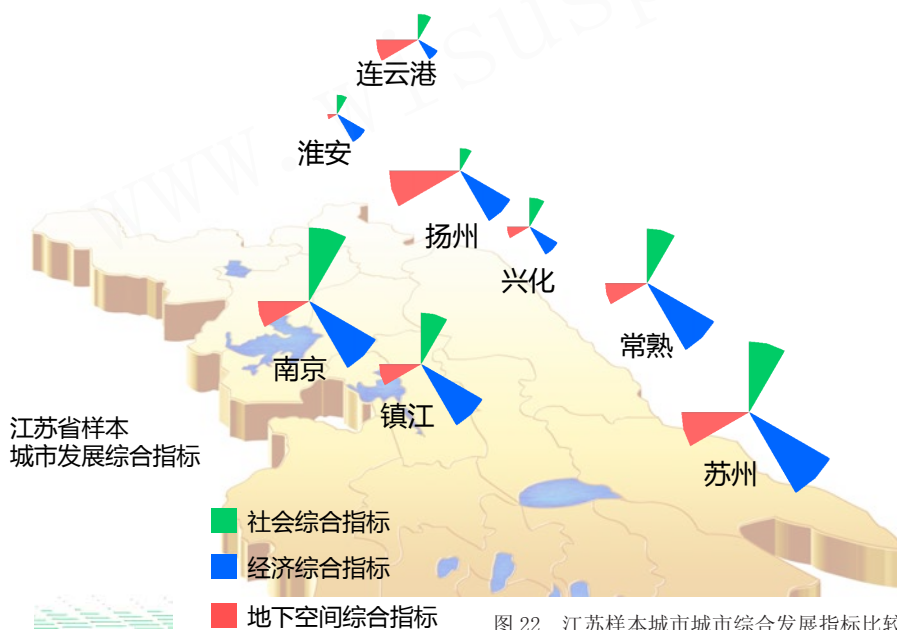 www.visusp
连云港
淮安
扬州
兴化
常熟
南京
镇江
苏州
江苏省样本
城市发展综合指标
社会综合指标
经济综合指标
地下空间综合指标
图 22 江苏样本城市城市综合发展指标比较